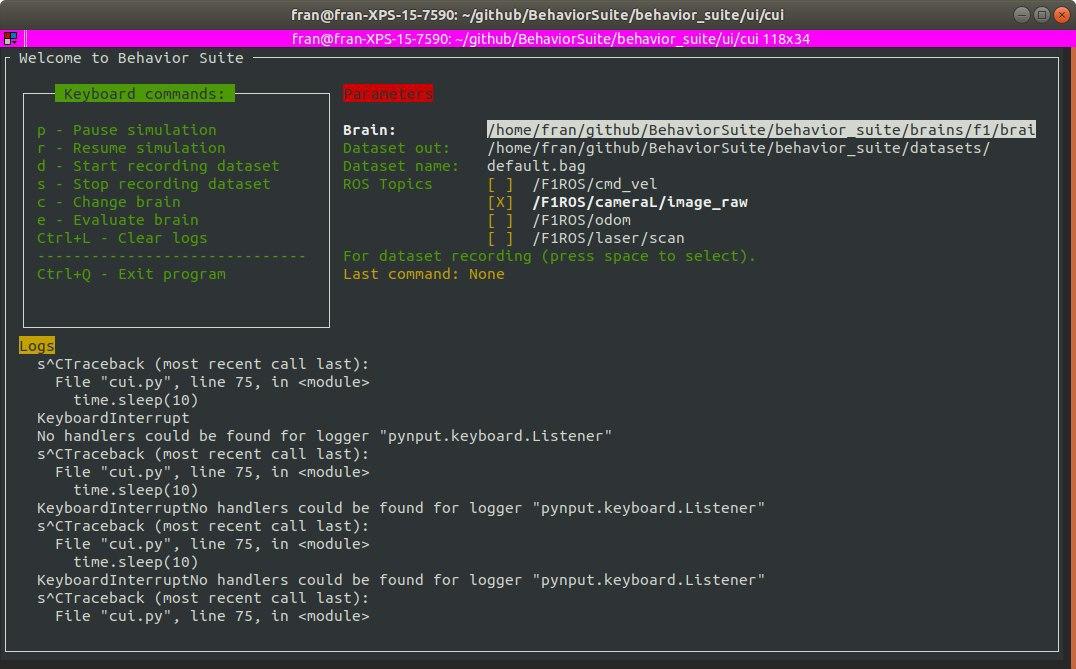 fran@fran-XPS-15-7590: ~/github/BehaviorSuite/behavior_suite/ui/cui
fran@fran-XPS-15-7590: ~/github/BehaviorSuite/behavior_suite/ui/cui 118x34
Welcome to Behavior Suite
Keyboard commands:
p - Pause simulation
r - Resume simulation
d - Start recording dataset
s - Stop recording dataset
c - Change brain
e - Evaluate brain
Ctrl+L - Clear logs
------------------------------
Ctrl+Q - Exit program
Parameters
Brain: /home/fran/github/BehaviorSuite/behavior_suite/brains/f1/brai
Dataset out: /home/fran/github/BehaviorSuite/behavior_suite/datasets/
Dataset name: default.bag
ROS Topics [ ] /F1ROS/cmd_vel
[X] /F1ROS/cameraL/image_raw
[ ] /F1ROS/odom
[ ] /F1ROS/laser/scan
For dataset recording (press space to select).
Last command: None
Logs
s^CTraceback (most recent call last):
File "cui.py", line 75, in <module>
time.sleep(10)
KeyboardInterrupt
No handlers could be found for logger "pynput.keyboard.Listener"
s^CTraceback (most recent call last):
File "cui.py", line 75, in <module>
time.sleep(10)
KeyboardInterruptNo handlers could be found for logger "pynput.keyboard.Listener"
s^CTraceback (most recent call last):
File "cui.py", line 75, in <module>
time.sleep(10)
KeyboardInterruptNo handlers could be found for logger "pynput.keyboard.Listener"
s^CTraceback (most recent call last):
File "cui.py", line 75, in <module>